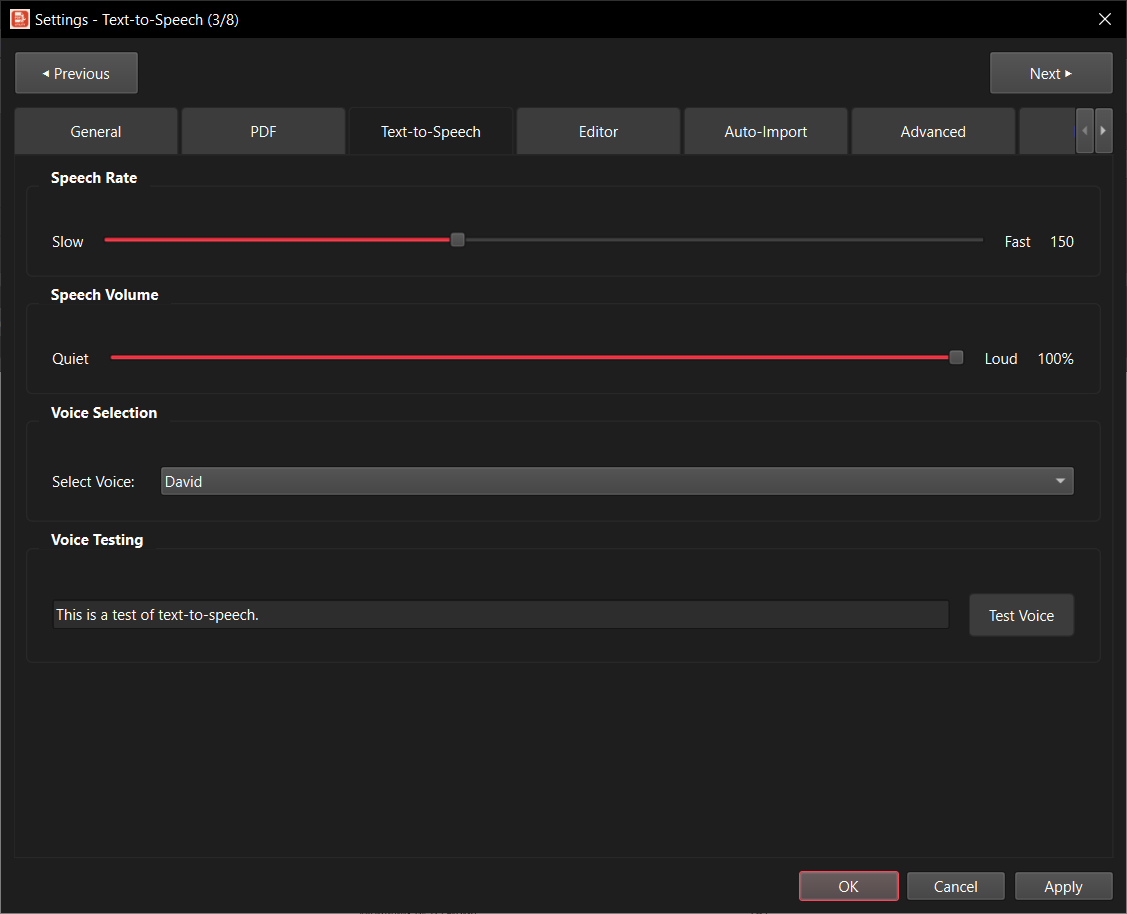 Settings - Text-to-Speech (3/8)
◂ Previous
Next ▸
General PDF Text-to-Speech Editor Auto-Import Advanced
Speech Rate
Slow Fast 150
Speech Volume
Quiet Loud 100%
Voice Selection
Select Voice: David
Voice Testing
This is a test of text-to-speech. Test Voice
OK Cancel Apply